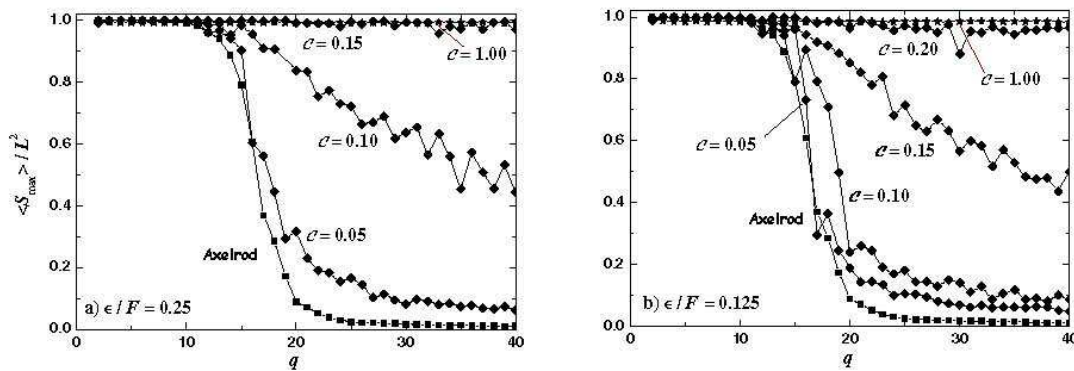 1.0
0.8
0.6
0.4
0.2
0.0
<S_max> / L²
𝒞 = 0.15
𝒞 = 1.00
𝒞 = 0.10
𝒞 = 0.05
Axelrod
a) ϵ / F = 0.25
0 10 20 30 40
q
1.0
0.8
0.6
0.4
0.2
0.0
𝒞 = 0.20
𝒞 = 1.00
𝒞 = 0.05
𝒞 = 0.15
𝒞 = 0.10
Axelrod
b) ϵ / F = 0.125
0 10 20 30 40
q